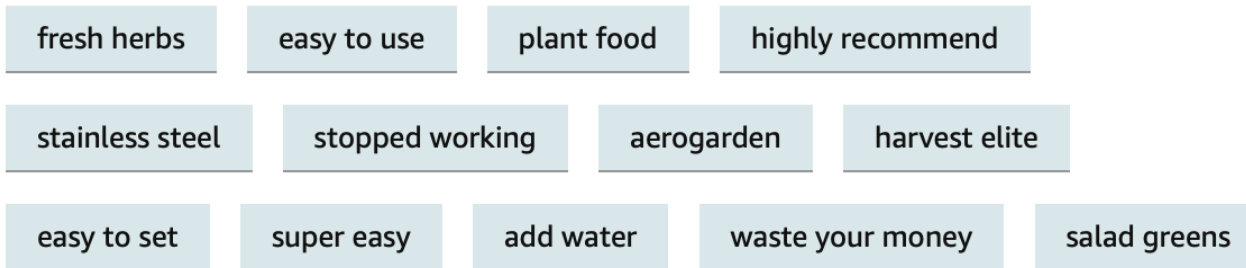 fresh herbs easy to use plant food highly recommend
stainless steel stopped working aerogarden harvest elite
easy to set super easy add water waste your money salad greens